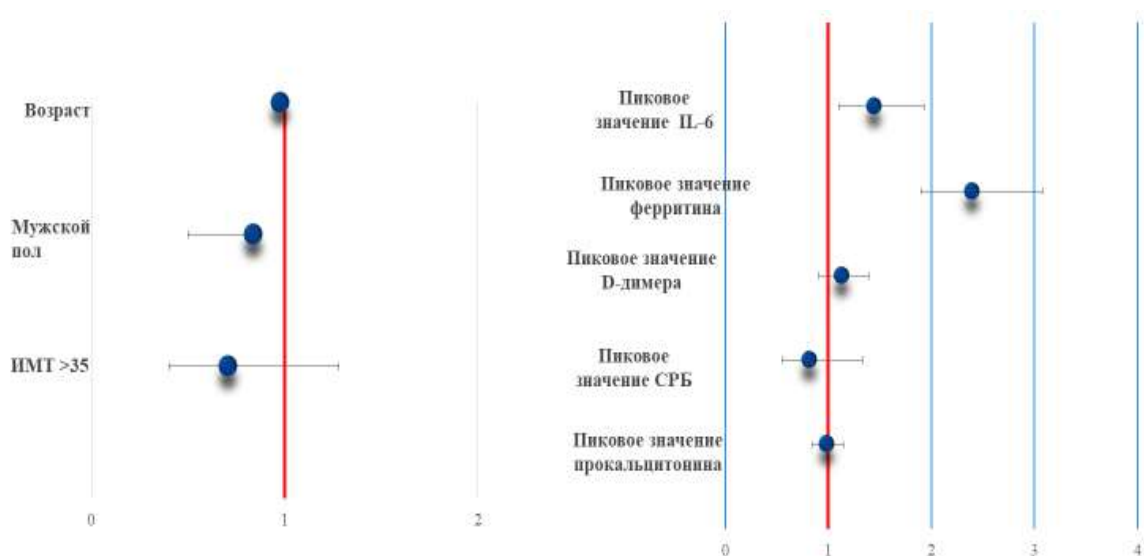 Возраст
Мужской
пол
ИМТ >35
0 1 2
Пиковое
значение IL-6
Пиковое значение
ферритина
Пиковое значение
D-димера
Пиковое
значение СРБ
Пиковое значение
прокальцитонина
0 1 2 3 4